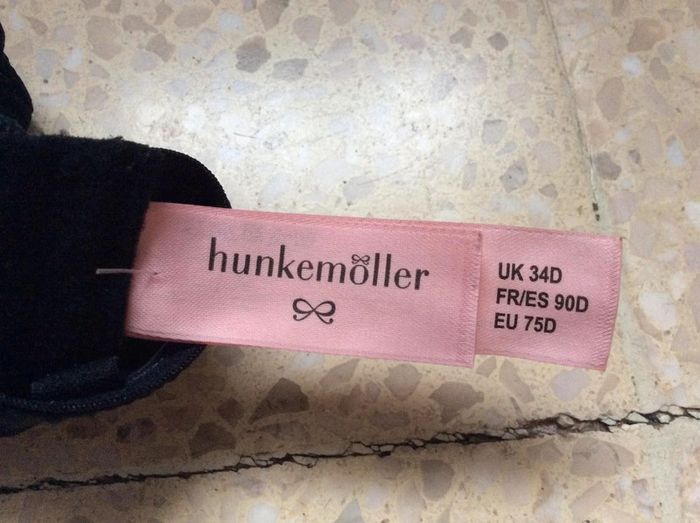 hunkemöller
UK 34D
FR/ES 90D
EU 75D